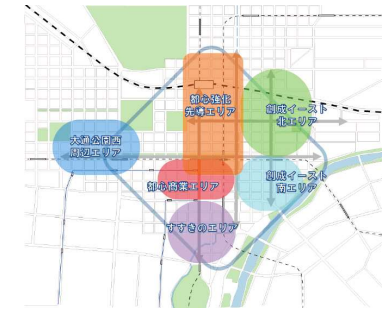 都心強化
先導エリア
創成イースト
北エリア
大通公園西
周辺エリア
都心商業エリア
創成イースト
南エリア
すすきのエリア